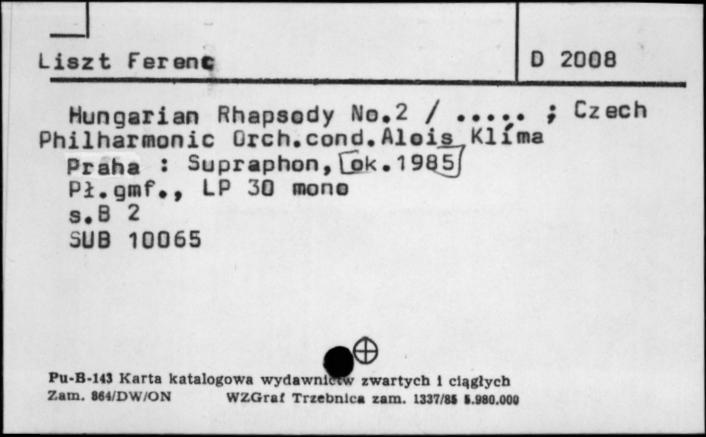 Liszt Ferenc
D 2008
Hungarian Rhapsody No.2 / ..... ; Czech
Philharmonic Orch.cond.Alois Klíma
Praha : Supraphon, [ok.1985]
Pł.gmf., LP 30 mono
s.B 2
SUB 10065
Pu-B-143 Karta katalogowa wydawnictw zwartych i ciągłych
Zam. 864/DW/ON WZGraf Trzebnica zam. 1337/85 5.980.000